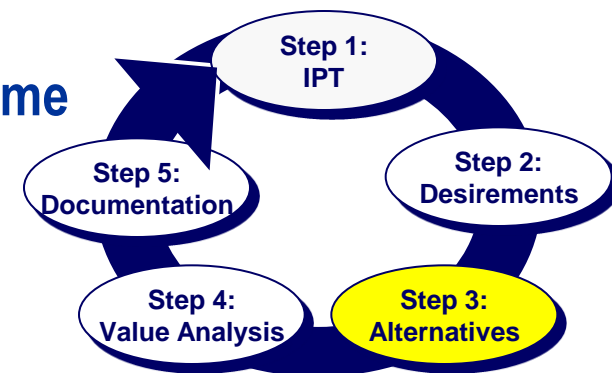 me
Step 1:
IPT
Step 2:
Desirements
Step 3:
Alternatives
Step 4:
Value Analysis
Step 5:
Documentation